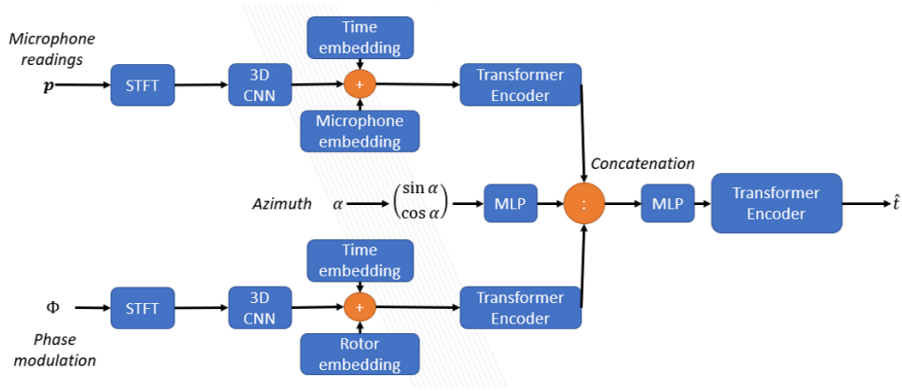 Microphone
readings
p
STFT
3D
CNN
Time
embedding
+
Microphone
embedding
Transformer
Encoder
Concatenation
Azimuth
α
(sin α
cos α)
MLP
:
MLP
Transformer
Encoder
t̂
Φ
Phase
modulation
STFT
3D
CNN
Time
embedding
+
Rotor
embedding
Transformer
Encoder